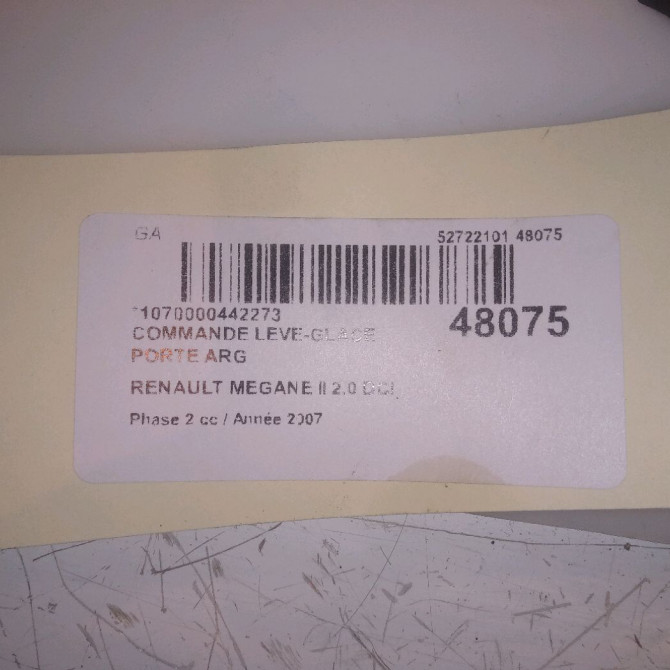 GA
52722101 48075
*1070000442273
48075
COMMANDE LEVE-GLACE
PORTE ARG
RENAULT MEGANE II 2.0 DCI
Phase 2 cc / Année 2007